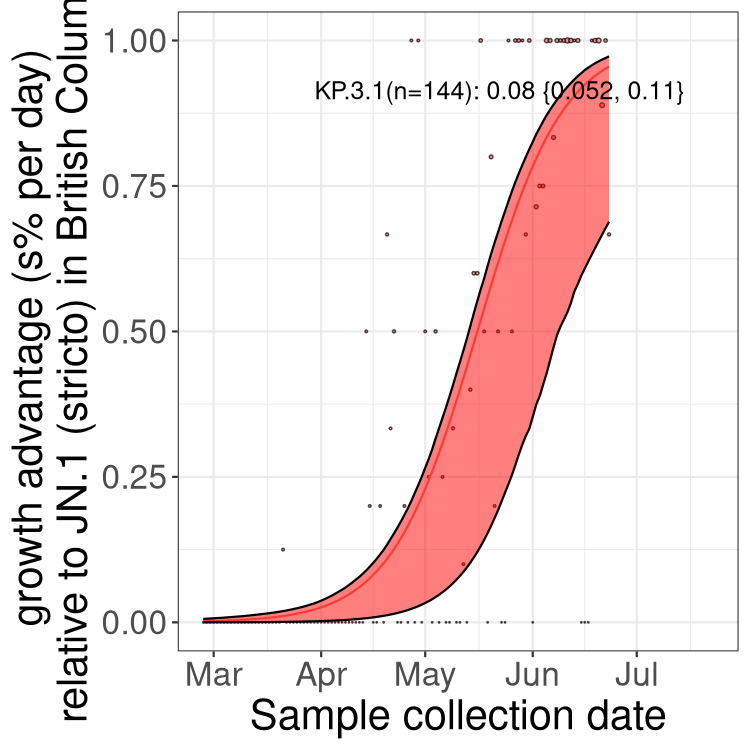 growth advantage (s% per day)
relative to JN.1 (stricto) in British Colum
1.00
0.75
0.50
0.25
0.00
KP.3.1(n=144): 0.08 {0.052, 0.11}
Mar Apr May Jun Jul
Sample collection date